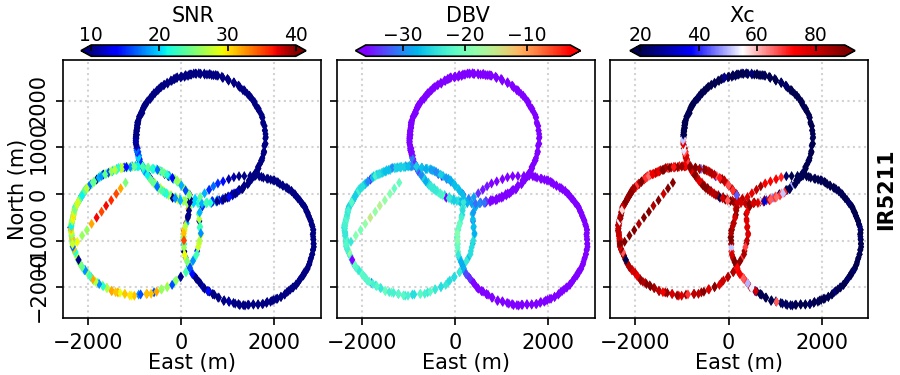 SNR
DBV
Xc
10 20 30 40
−30 −20 −10
20 40 60 80
2000
1000
0
−1000
−2000
North (m)
−2000 0 2000
−2000 0 2000
−2000 0 2000
East (m)
East (m)
East (m)
IR5211